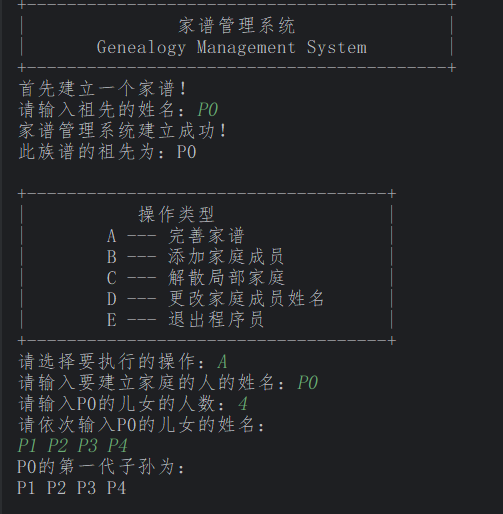 +------------------------------------------+
|               家谱管理系统               |
|       Genealogy Management System        |
+------------------------------------------+
首先建立一个家谱!
请输入祖先的姓名: P0
家谱管理系统建立成功!
此族谱的祖先为: P0
+------------------------------------+
|           操作类型                 |
|        A --- 完善家谱              |
|        B --- 添加家庭成员          |
|        C --- 解散局部家庭          |
|        D --- 更改家庭成员姓名      |
|        E --- 退出程序员            |
+------------------------------------+
请选择要执行的操作: A
请输入要建立家庭的人的姓名: P0
请输入P0的儿女的人数: 4
请依次输入P0的儿女的姓名:
P1 P2 P3 P4
P0的第一代子孙为:
P1 P2 P3 P4